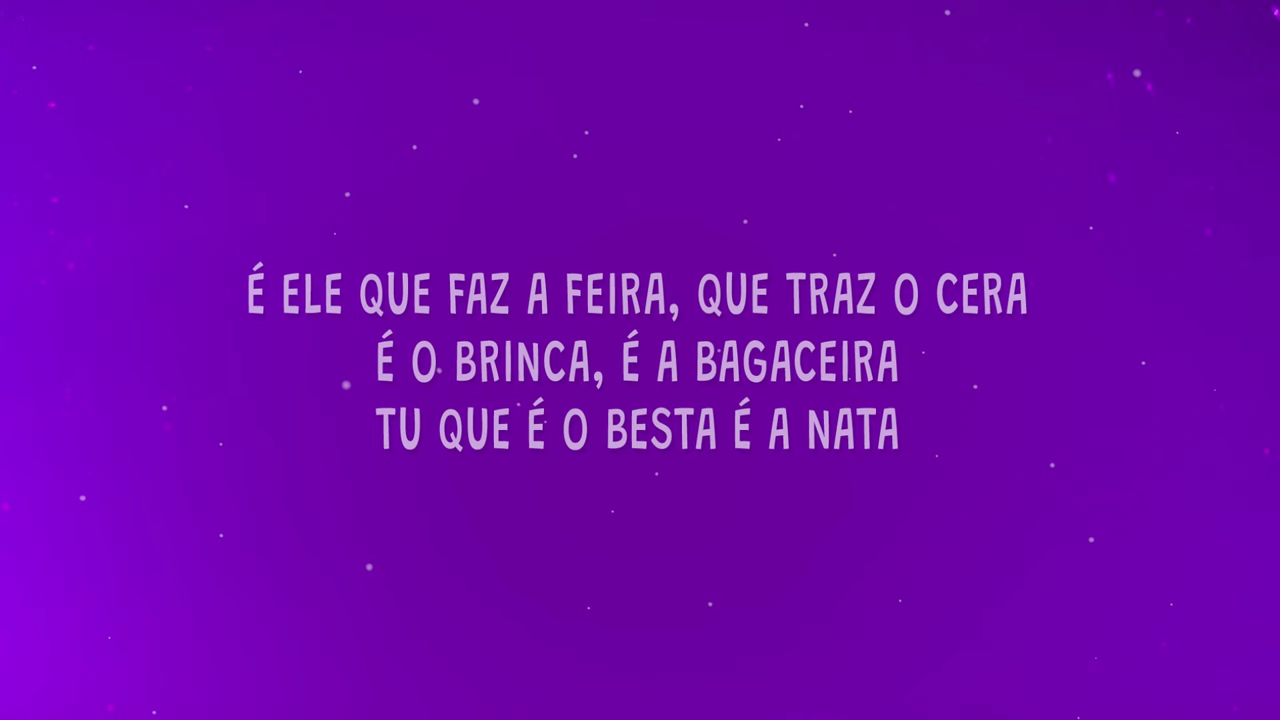 É ELE QUE FAZ A FEIRA, QUE TRAZ O CERA
É O BRINCA, É A BAGACEIRA
TU QUE É O BESTA É A NATA